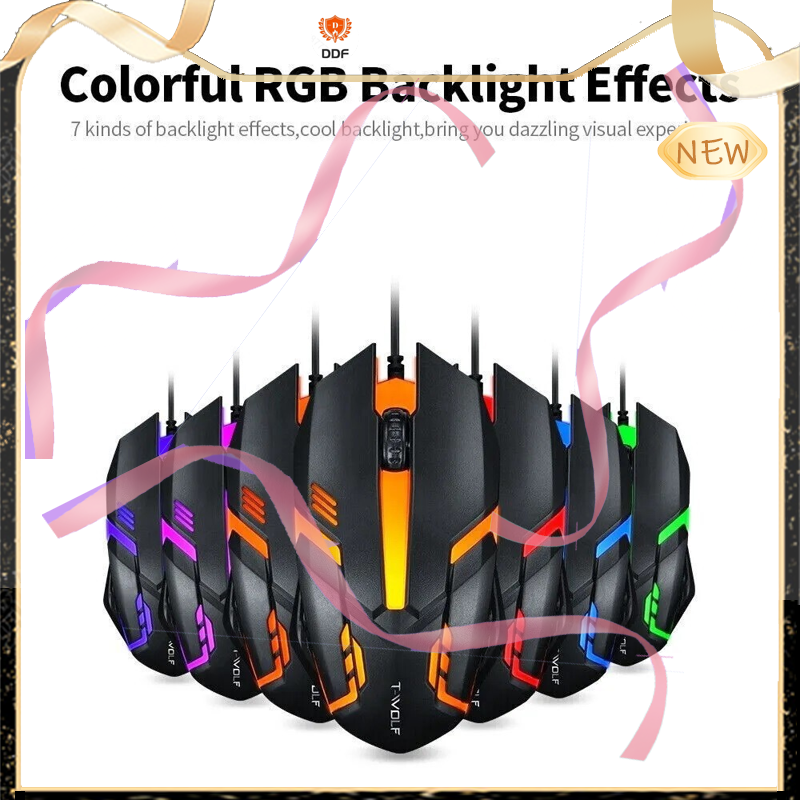 DDF
Colorful RGB Backlight Effects
7 kinds of backlight effects,cool backlight,bring you dazzling visual
NEW
T-WOLF
T-WOLF
T-WOLF